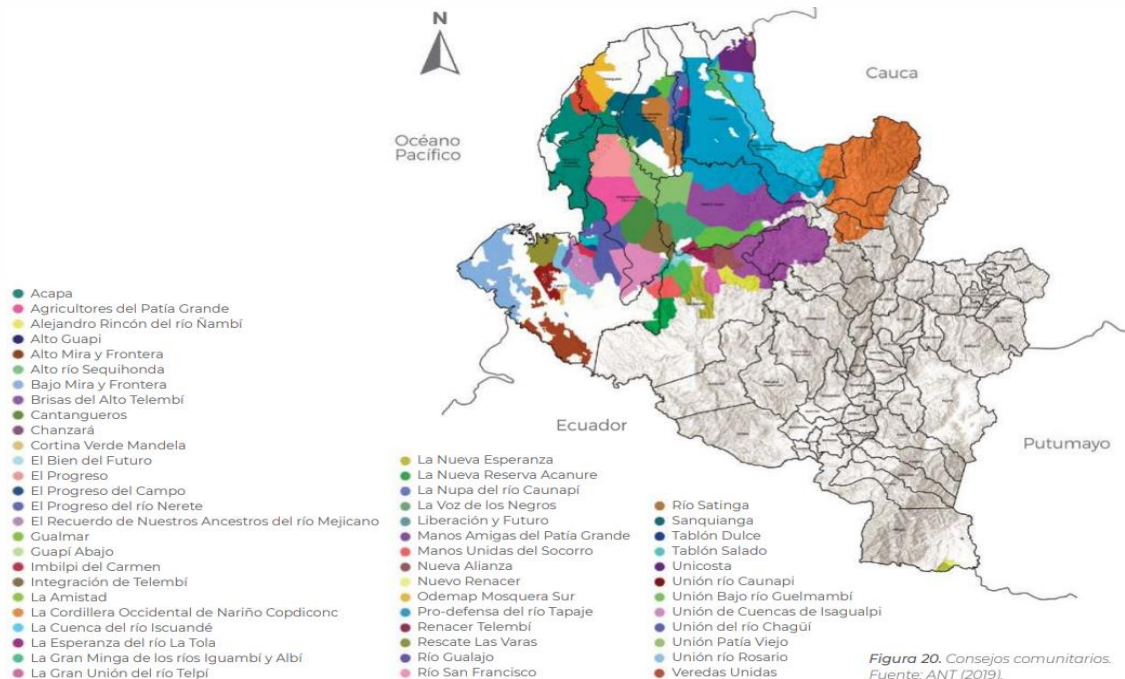 N
Cauca
Océano
Pacífico
Ecuador
Putumayo
Acapa
Agricultores del Patía Grande
Alejandro Rincón del río Ñambí
Alto Guapi
Alto Mira y Frontera
Alto río Sequihonda
Bajo Mira y Frontera
Brisas del Alto Telembí
Cantangueros
Chanzará
Cortina Verde Mandela
El Bien del Futuro
El Progreso
El Progreso del Campo
El Progreso del río Nerete
El Recuerdo de Nuestros Ancestros del río Mejicano
Gualmar
Guapí Abajo
Imbilpi del Carmen
Integración de Telembí
La Amistad
La Cordillera Occidental de Nariño Copdiconc
La Cuenca del río Iscuandé
La Esperanza del río La Tola
La Gran Minga de los ríos Iguambí y Albí
La Gran Unión del río Telpí
La Nueva Esperanza
La Nueva Reserva Acanure
La Nupa del río Caunapí
La Voz de los Negros
Liberación y Futuro
Manos Amigas del Patía Grande
Manos Unidas del Socorro
Nueva Alianza
Nuevo Renacer
Odemap Mosquera Sur
Pro-defensa del río Tapaje
Renacer Telembí
Rescate Las Varas
Río Gualajo
Río San Francisco
Río Satinga
Sanquianga
Tablón Dulce
Tablón Salado
Unicosta
Unión río Caunapi
Unión Bajo río Guelmambí
Unión de Cuencas de Isagualpi
Unión del río Chagüí
Unión Patía Viejo
Unión río Rosario
Veredas Unidas
Figura 20. Consejos comunitarios.
Fuente: ANT (2019).